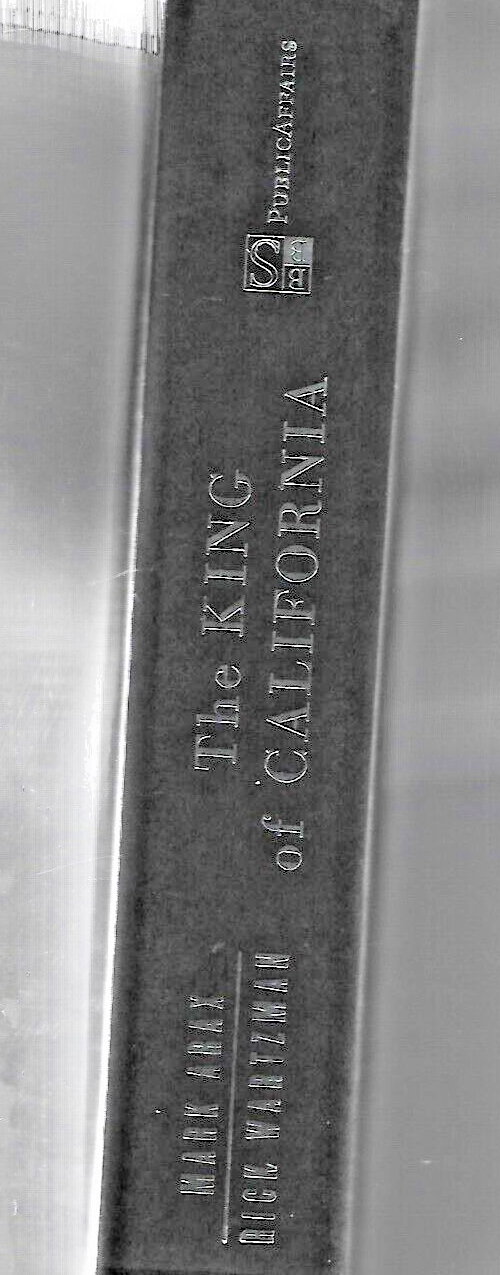 MARK ARAX
RICK WARTZMAN
The KING
of CALIFORNIA
PUBLICAFFAIRS